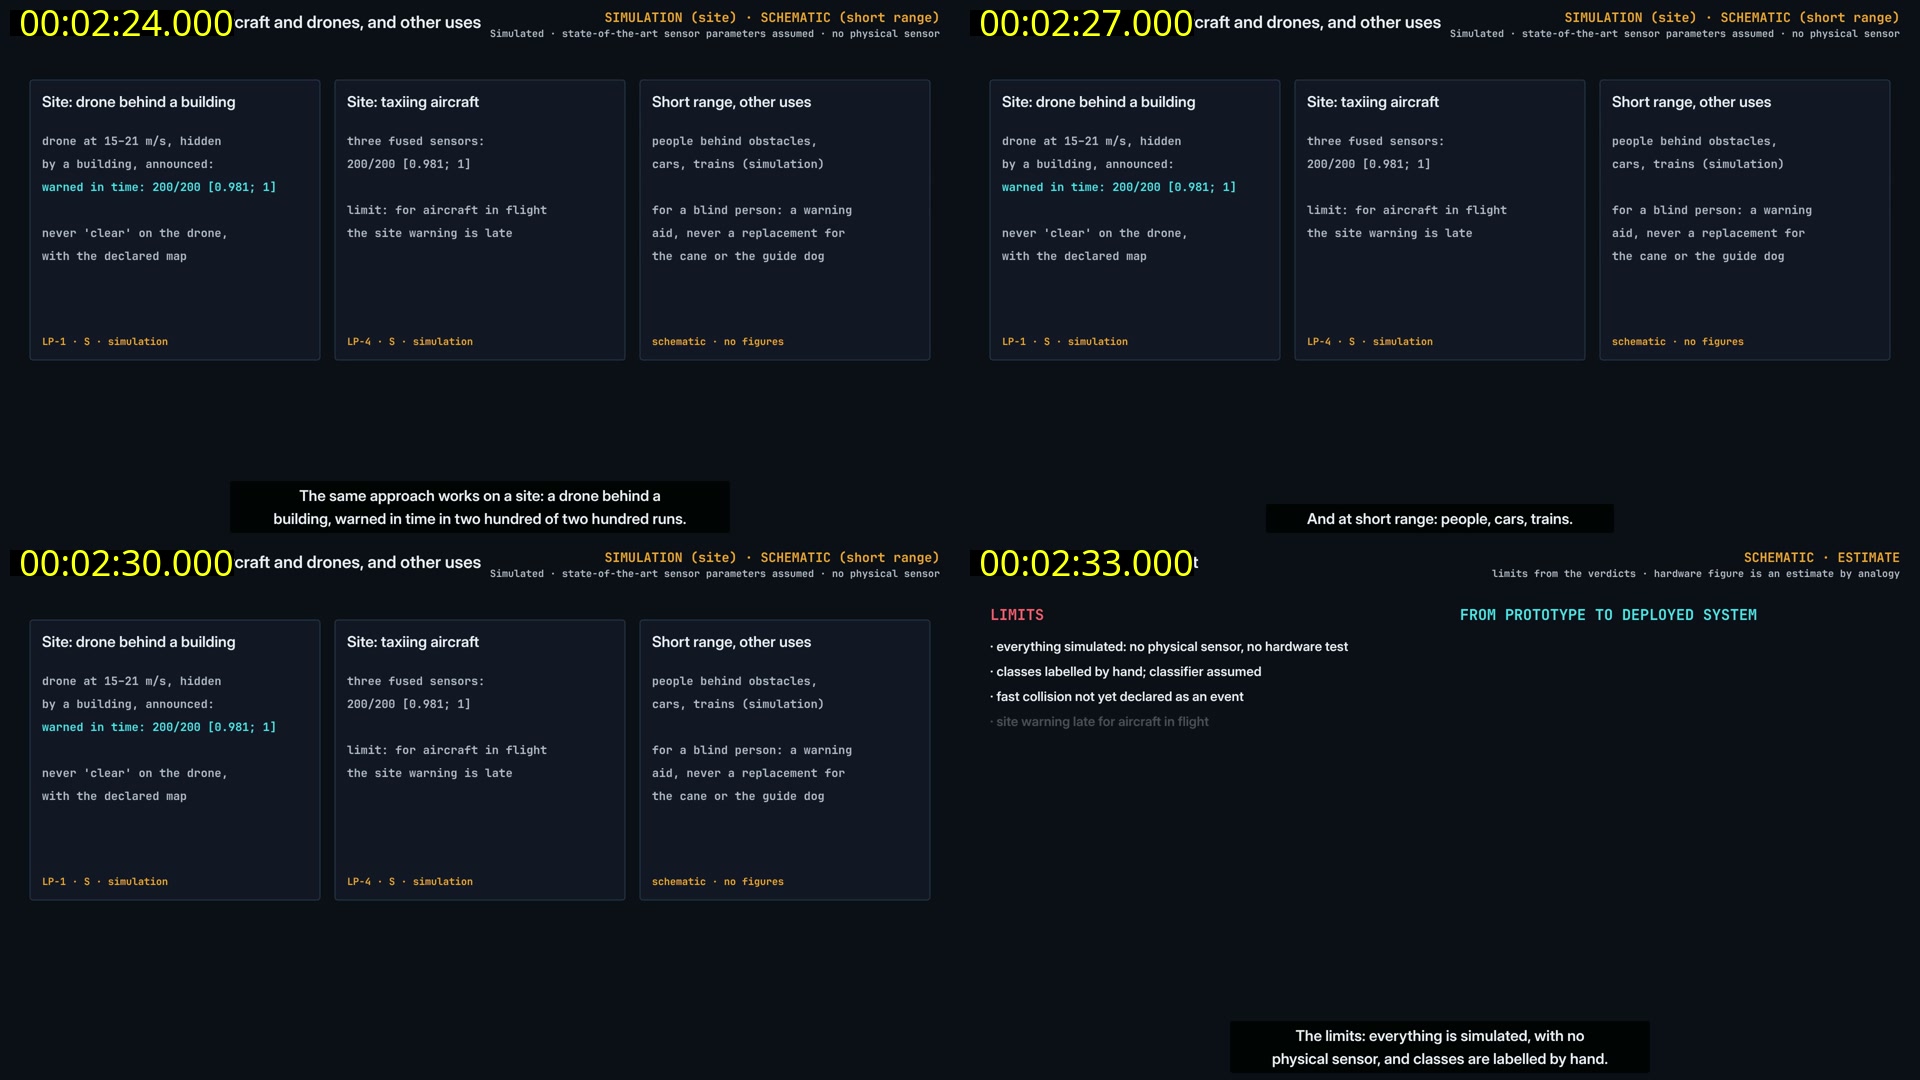 00:02:24.000
craft and drones, and other uses
SIMULATION (site) · SCHEMATIC (short range)
Simulated · state-of-the-art sensor parameters assumed · no physical sensor
Site: drone behind a building
drone at 15–21 m/s, hidden
by a building, announced:
warned in time: 200/200 [0.981; 1]
never 'clear' on the drone,
with the declared map
LP-1 · S · simulation
Site: taxiing aircraft
three fused sensors:
200/200 [0.981; 1]
limit: for aircraft in flight
the site warning is late
LP-4 · S · simulation
Short range, other uses
people behind obstacles,
cars, trains (simulation)
for a blind person: a warning
aid, never a replacement for
the cane or the guide dog
schematic · no figures
The same approach works on a site: a drone behind a
building, warned in time in two hundred of two hundred runs.
00:02:27.000
craft and drones, and other uses
SIMULATION (site) · SCHEMATIC (short range)
Simulated · state-of-the-art sensor parameters assumed · no physical sensor
Site: drone behind a building
drone at 15–21 m/s, hidden
by a building, announced:
warned in time: 200/200 [0.981; 1]
never 'clear' on the drone,
with the declared map
LP-1 · S · simulation
Site: taxiing aircraft
three fused sensors:
200/200 [0.981; 1]
limit: for aircraft in flight
the site warning is late
LP-4 · S · simulation
Short range, other uses
people behind obstacles,
cars, trains (simulation)
for a blind person: a warning
aid, never a replacement for
the cane or the guide dog
schematic · no figures
And at short range: people, cars, trains.
00:02:30.000
craft and drones, and other uses
SIMULATION (site) · SCHEMATIC (short range)
Simulated · state-of-the-art sensor parameters assumed · no physical sensor
Site: drone behind a building
drone at 15–21 m/s, hidden
by a building, announced:
warned in time: 200/200 [0.981; 1]
never 'clear' on the drone,
with the declared map
LP-1 · S · simulation
Site: taxiing aircraft
three fused sensors:
200/200 [0.981; 1]
limit: for aircraft in flight
the site warning is late
LP-4 · S · simulation
Short range, other uses
people behind obstacles,
cars, trains (simulation)
for a blind person: a warning
aid, never a replacement for
the cane or the guide dog
schematic · no figures
00:02:33.000
t
SCHEMATIC · ESTIMATE
limits from the verdicts · hardware figure is an estimate by analogy
LIMITS
· everything simulated: no physical sensor, no hardware test
· classes labelled by hand; classifier assumed
· fast collision not yet declared as an event
· site warning late for aircraft in flight
FROM PROTOTYPE TO DEPLOYED SYSTEM
The limits: everything is simulated, with no
physical sensor, and classes are labelled by hand.